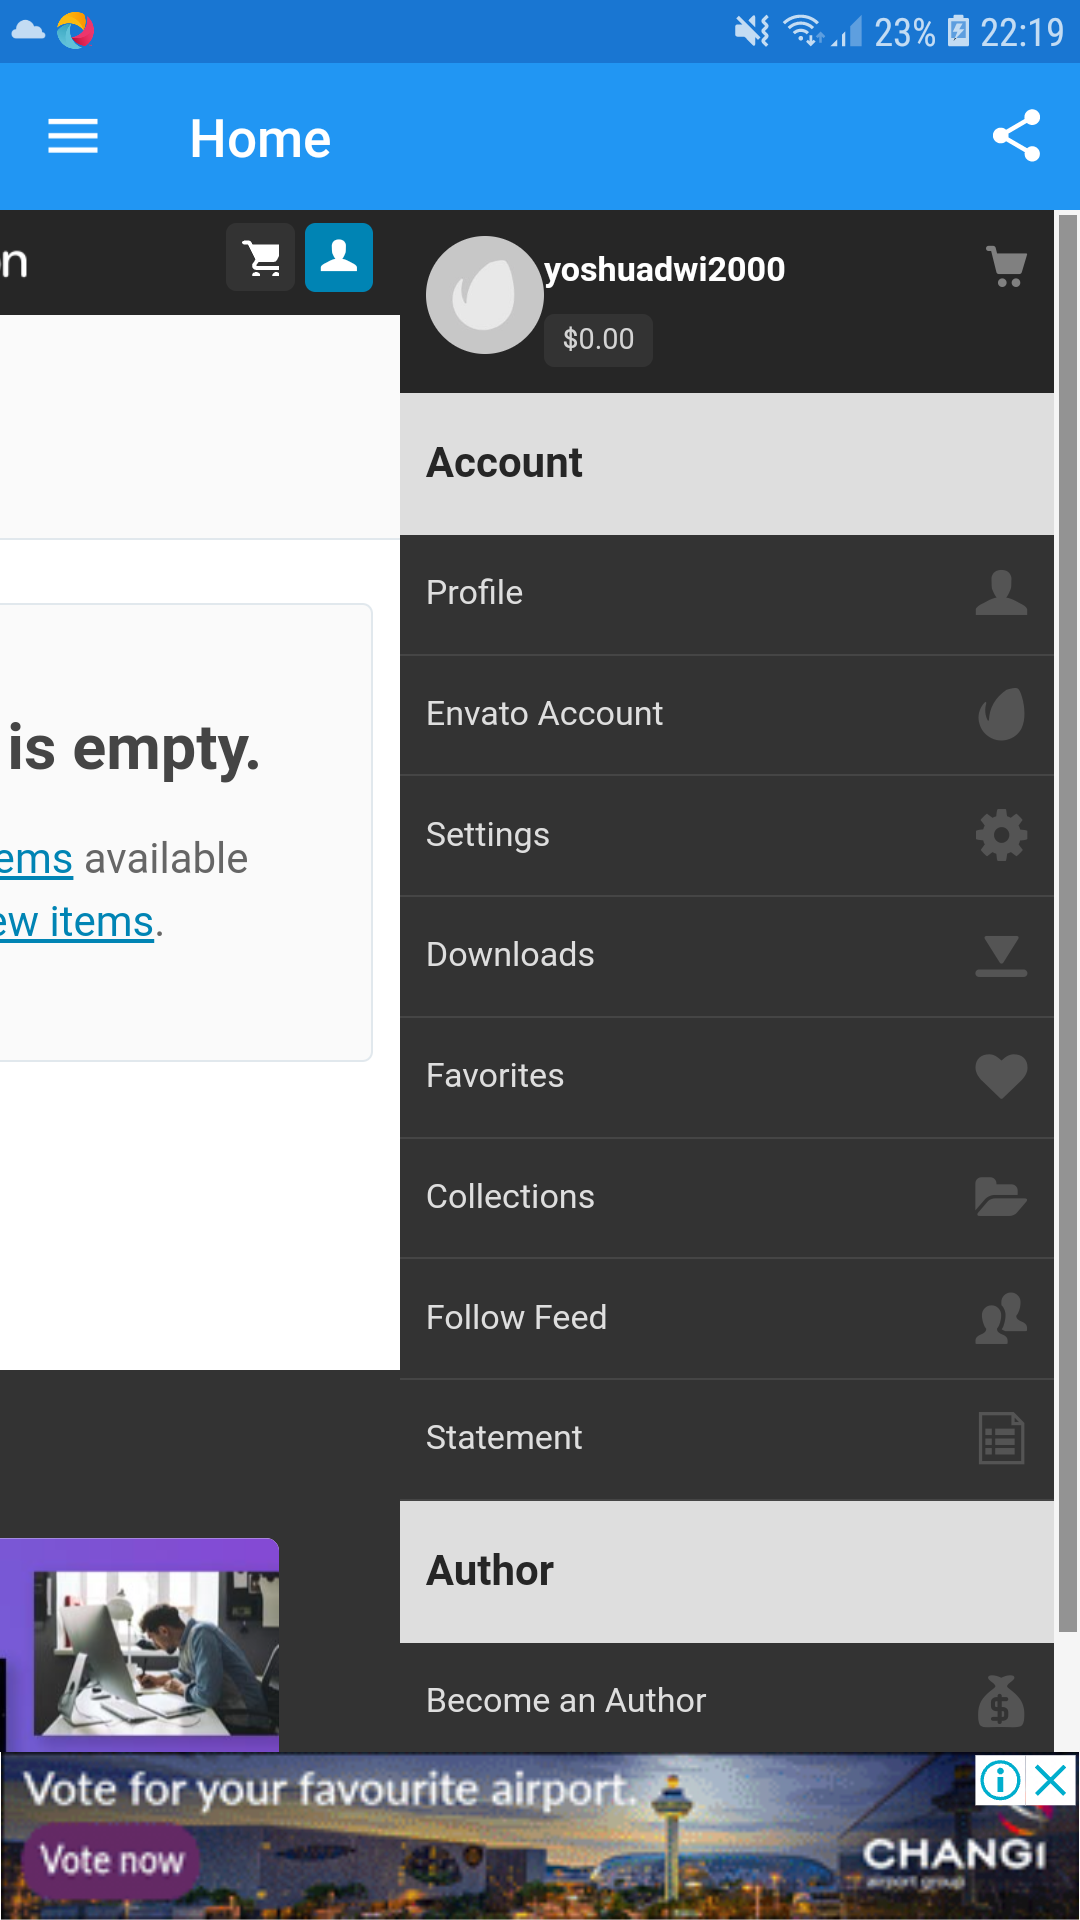 23% 22:19
Home
n
yoshuadwi2000
$0.00
Account
Profile
Envato Account
is empty.
Settings
ems available
ew items.
Downloads
Favorites
Collections
Follow Feed
Statement
Author
Become an Author
Vote for your favourite airport.
Vote now
CHANGI
airport group